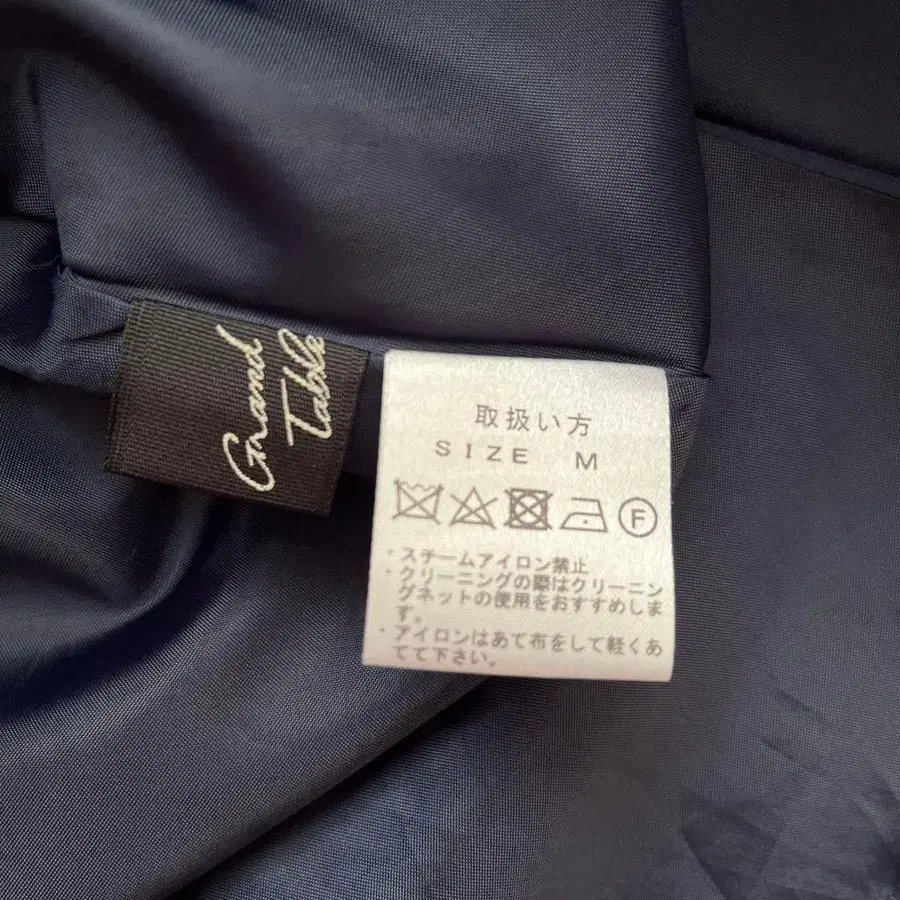 Grand
Table
取扱い方
SIZE M
F
・スチームアイロン禁止
・クリーニングの際はクリーニン
グネットの使用をおすすめしま
す。
・アイロンはあて布をして軽くあ
てて下さい。